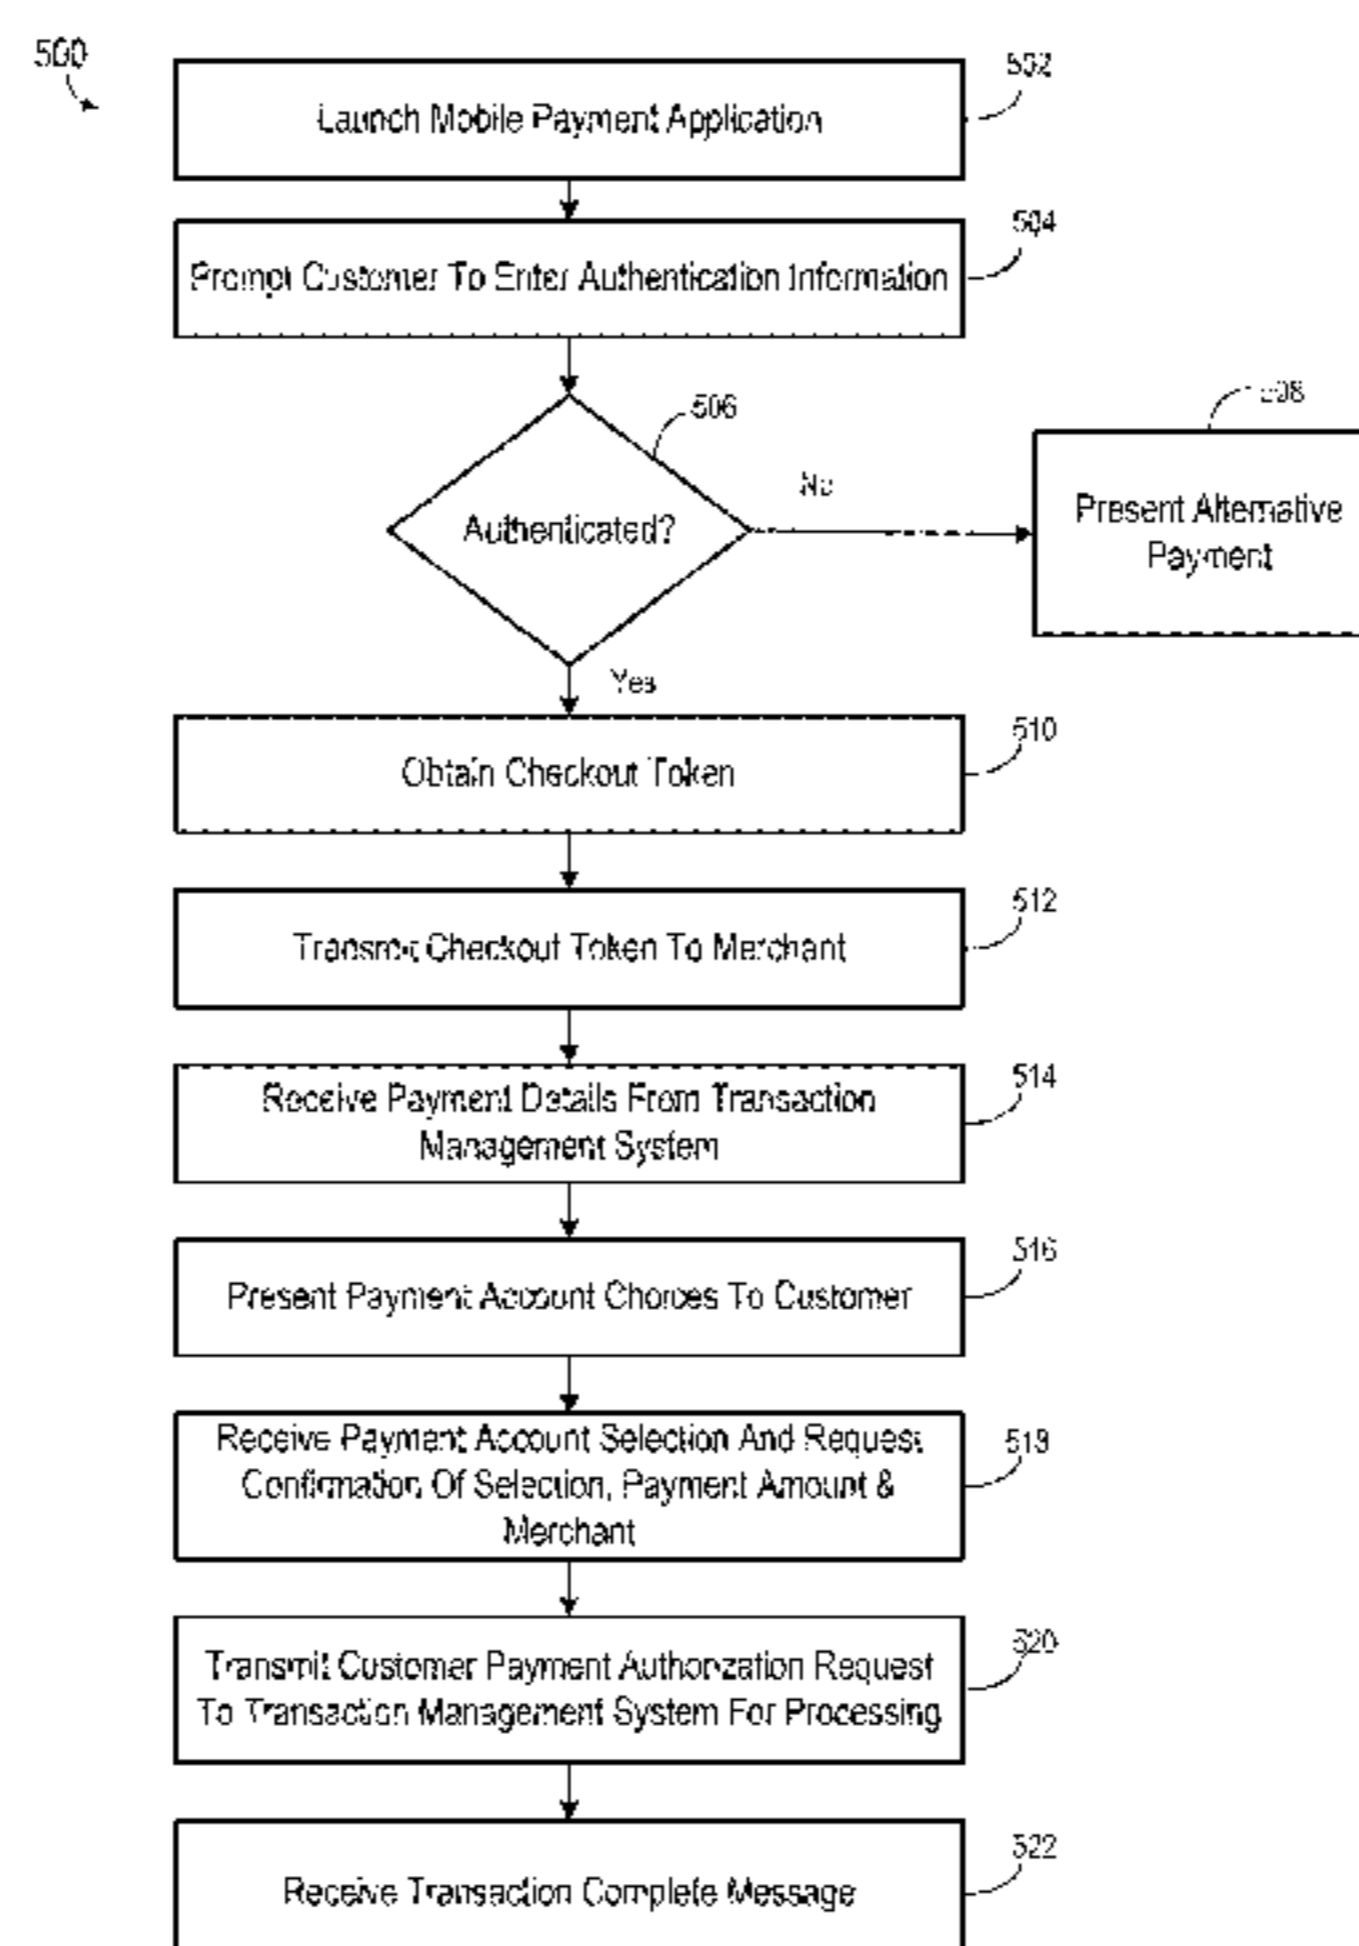 500
502
Launch Mobile Payment Application
504
Prompt Customer To Enter Authentication Information
506
Authenticated?
No
508
Present Alternative
Payment
Yes
510
Obtain Checkout Token
512
Transmit Checkout Token To Merchant
514
Receive Payment Details From Transaction
Management System
516
Present Payment Account Choices To Customer
518
Receive Payment Account Selection And Request
Confirmation Of Selection, Payment Amount &
Merchant
520
Transmit Customer Payment Authorization Request
To Transaction Management System For Processing
522
Receive Transaction Complete Message